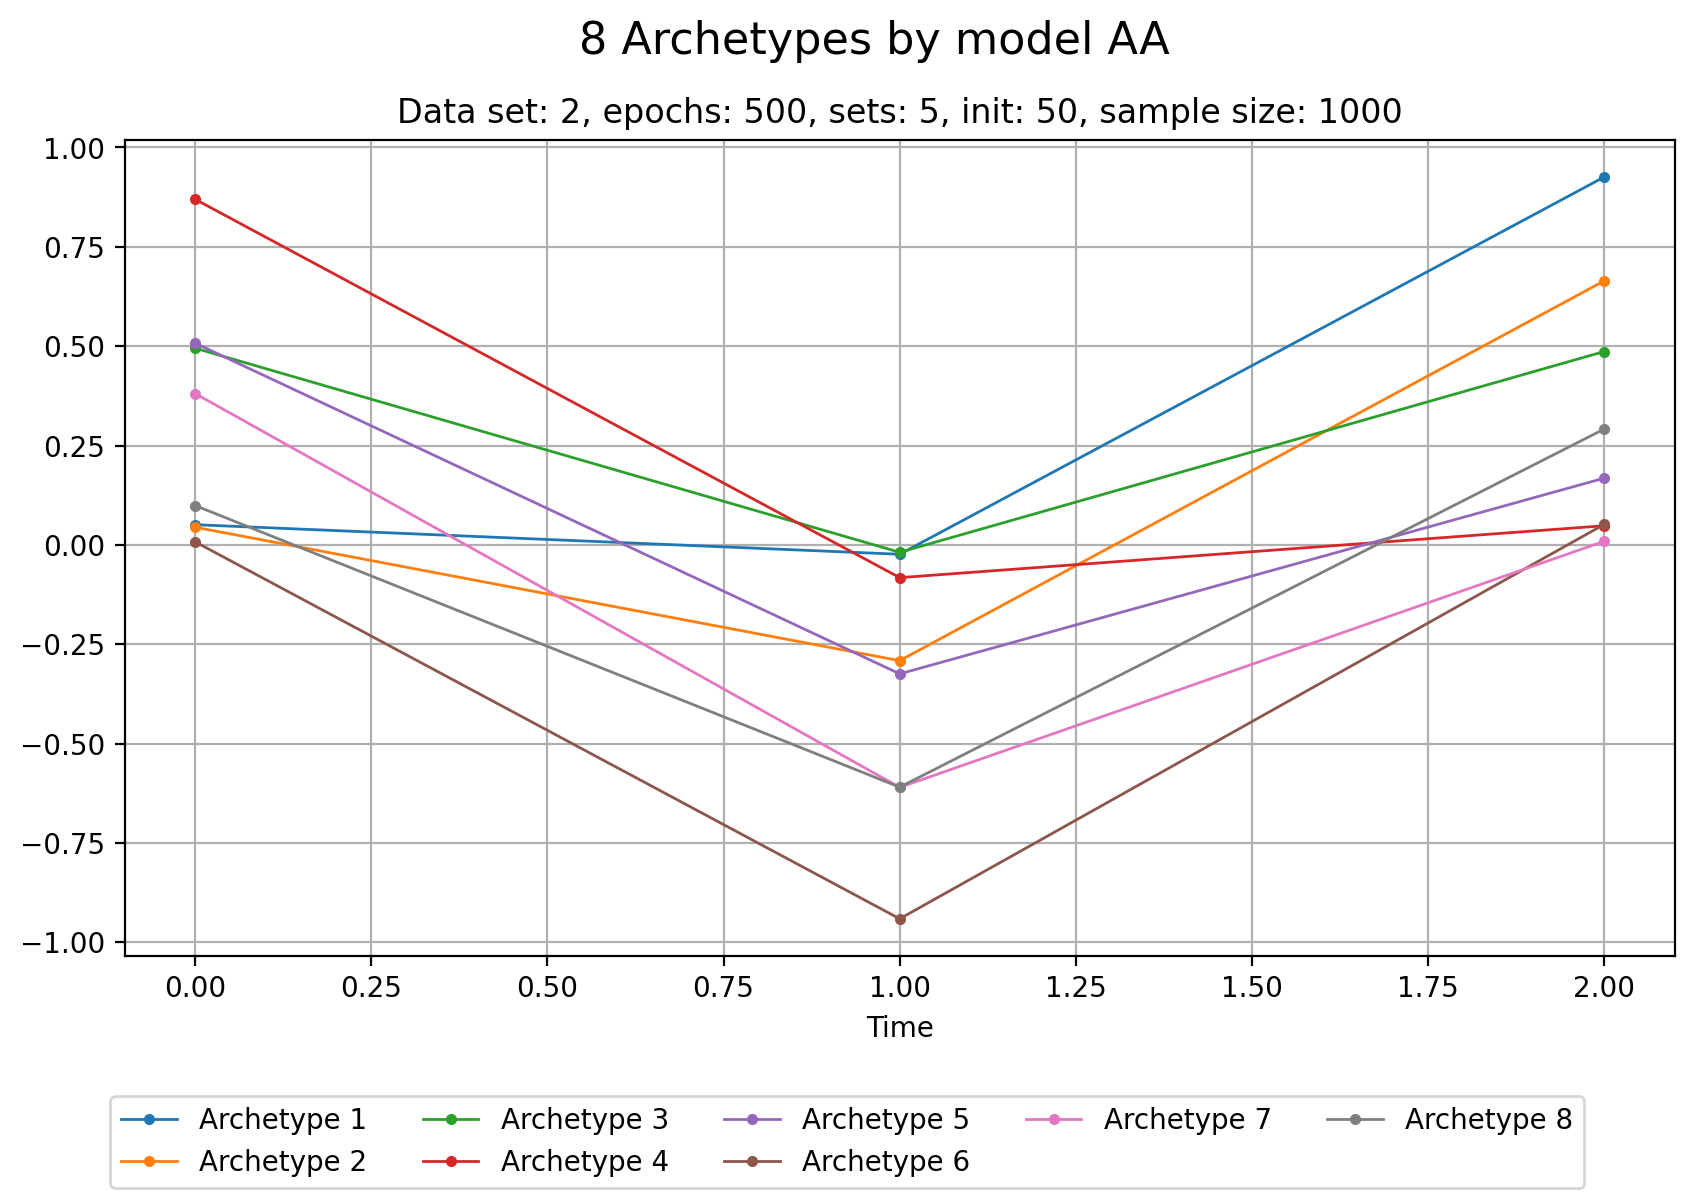 8 Archetypes by model AA
Data set: 2, epochs: 500, sets: 5, init: 50, sample size: 1000
1.00
0.75
0.50
0.25
0.00
−0.25
−0.50
−0.75
−1.00
0.00 0.25 0.50 0.75 1.00 1.25 1.50 1.75 2.00
Time
Archetype 1 Archetype 3 Archetype 5 Archetype 7 Archetype 8
Archetype 2 Archetype 4 Archetype 6